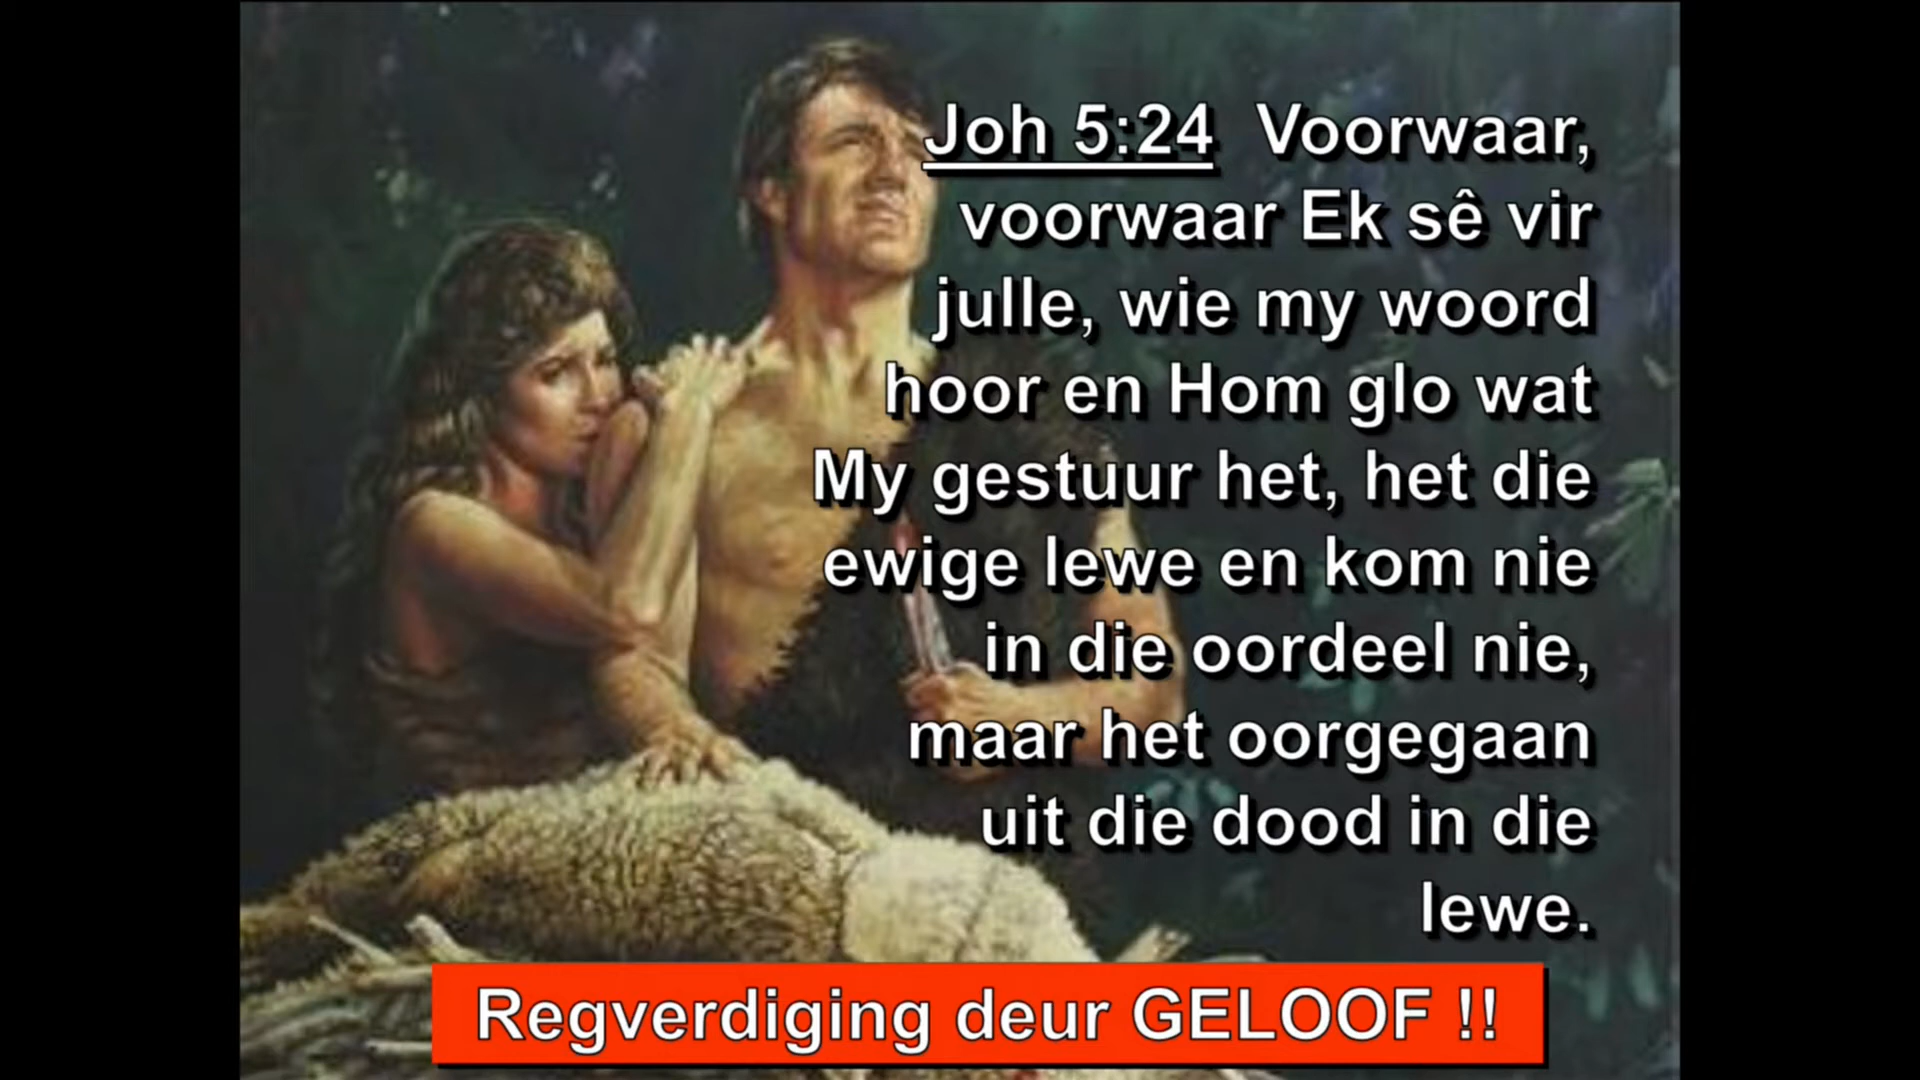 Joh 5:24 Voorwaar,
voorwaar Ek sê vir
julle, wie my woord
hoor en Hom glo wat
My gestuur het, het die
ewige lewe en kom nie
in die oordeel nie,
maar het oorgegaan
uit die dood in die
lewe.
Regverdiging deur GELOOF !!